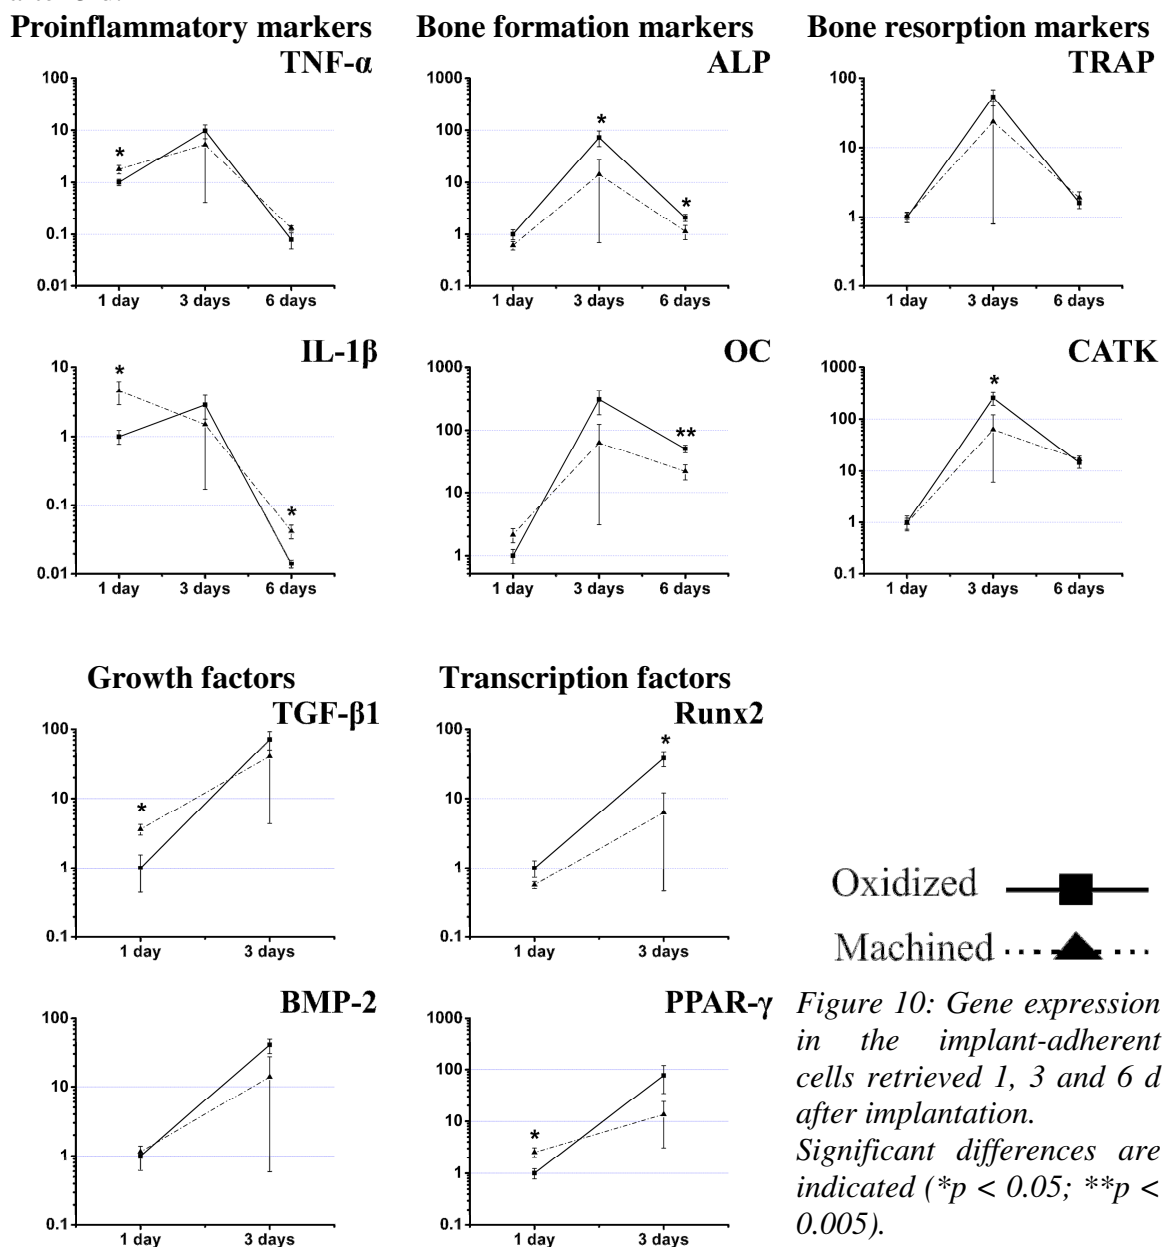 Proinflammatory markers
Bone formation markers
Bone resorption markers
TNF-α
100
10
*
1
0.1
0.01
1 day 3 days 6 days
ALP
1000
100
*
10
*
1
0.1
1 day 3 days 6 days
TRAP
100
10
1
0.1
1 day 3 days 6 days
IL-1β
10
*
1
0.1
*
0.01
1 day 3 days 6 days
OC
1000
100
**
10
1
1 day 3 days 6 days
CATK
1000
*
100
10
1
0.1
1 day 3 days 6 days
Growth factors
Transcription factors
TGF-β1
100
10
*
1
0.1
1 day 3 days
Runx2
100
*
10
1
0.1
1 day 3 days
Oxidized
Machined
BMP-2
100
10
1
0.1
1 day 3 days
PPAR-γ
1000
100
10
*
1
0.1
1 day 3 days
Figure 10: Gene expression
in the implant-adherent
cells retrieved 1, 3 and 6 d
after implantation.
Significant differences are
indicated (*p < 0.05; **p <
0.005).